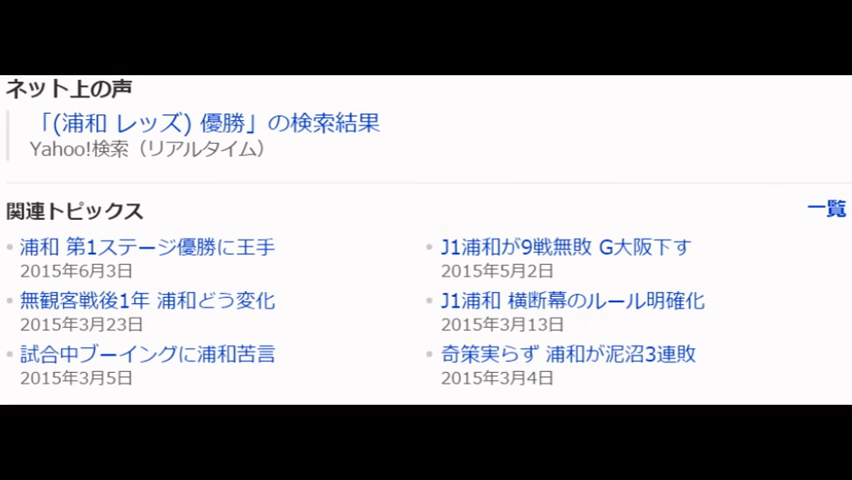 ネット上の声
「(浦和 レッズ) 優勝」の検索結果
Yahoo!検索（リアルタイム）
関連トピックス
一覧
浦和 第1ステージ優勝に王手
2015年6月3日
J1浦和が9戦無敗 G大阪下す
2015年5月2日
無観客戦後1年 浦和どう変化
2015年3月23日
J1浦和 横断幕のルール明確化
2015年3月13日
試合中ブーイングに浦和苦言
2015年3月5日
奇策実らず 浦和が泥沼3連敗
2015年3月4日